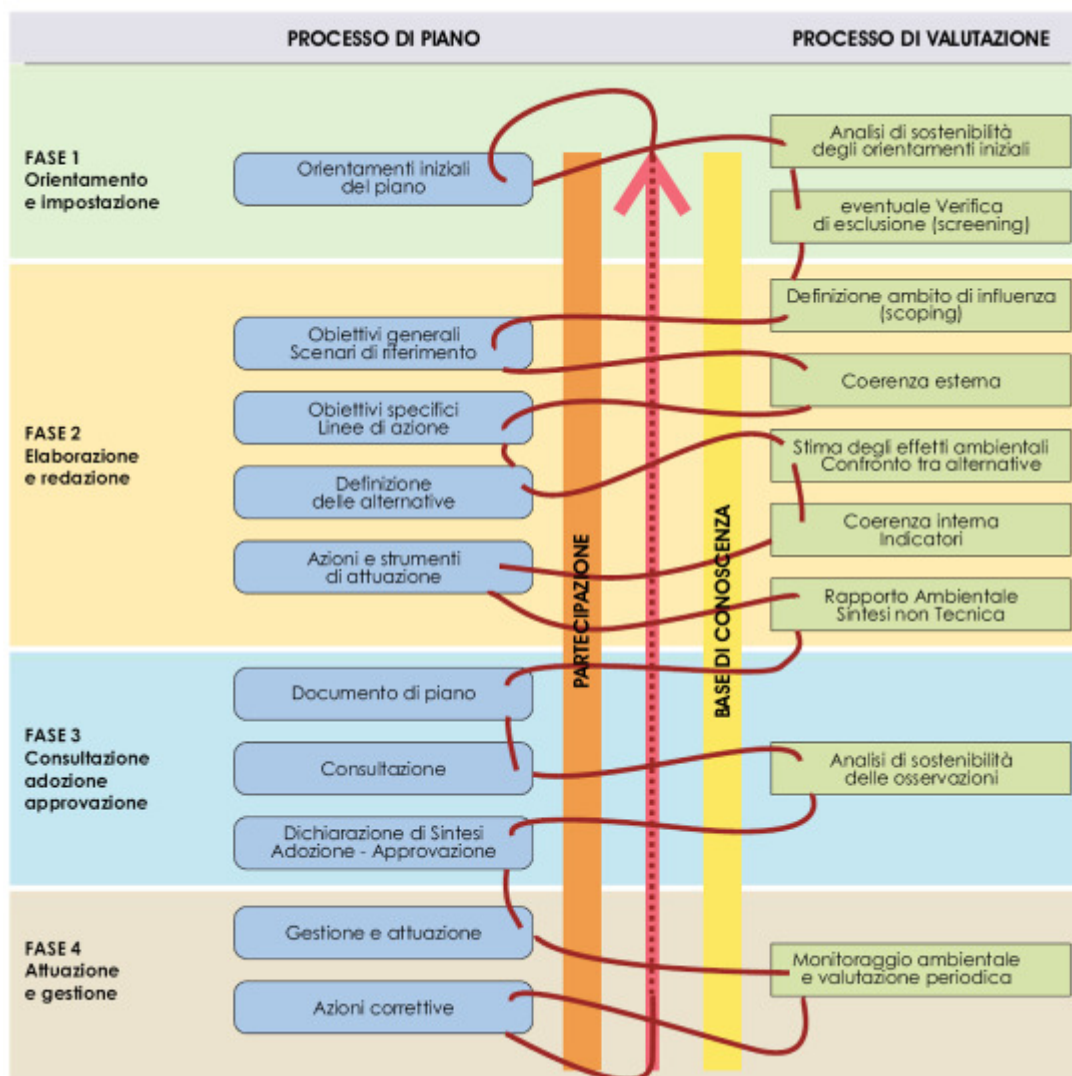 PROCESSO DI PIANO
PROCESSO DI VALUTAZIONE
FASE 1
Orientamento
e impostazione
Orientamenti iniziali
del piano
Analisi di sostenibilità
degli orientamenti iniziali
eventuale Verifica
di esclusione (screening)
FASE 2
Elaborazione
e redazione
Obiettivi generali
Scenari di riferimento
Obiettivi specifici
Linee di azione
Definizione
delle alternative
Azioni e strumenti
di attuazione
Definizione ambito di influenza
(scoping)
Coerenza esterna
Stima degli effetti ambientali
Confronto tra alternative
Coerenza interna
Indicatori
Rapporto Ambientale
Sintesi non Tecnica
PARTECIPAZIONE
BASE DI CONOSCENZA
FASE 3
Consultazione
adozione
approvazione
Documento di piano
Consultazione
Dichiarazione di Sintesi
Adozione - Approvazione
Analisi di sostenibilità
delle osservazioni
FASE 4
Attuazione
e gestione
Gestione e attuazione
Azioni correttive
Monitoraggio ambientale
e valutazione periodica